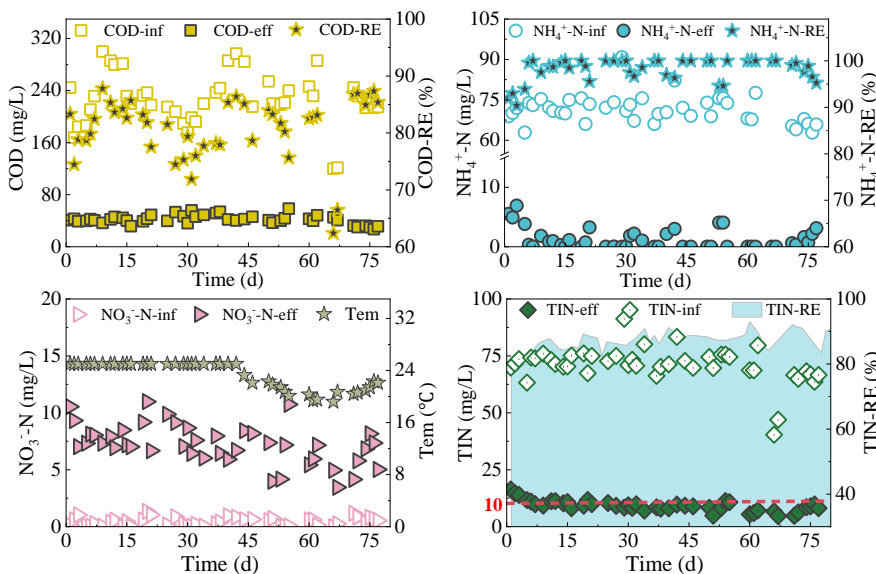 COD-inf COD-eff COD-RE
COD (mg/L)
320
240
160
80
0
100
90
80
70
60
COD-RE (%)
0 15 30 45 60 75
Time (d)
NH₄⁺-N-inf NH₄⁺-N-eff NH₄⁺-N-RE
NH₄⁺-N (mg/L)
105
90
75
60
10
0
100
90
80
70
60
NH₄⁺-N-RE (%)
0 15 30 45 60 75
Time (d)
NO₃⁻-N-inf NO₃⁻-N-eff Tem
NO₃⁻-N (mg/L)
20
15
10
5
0
32
24
16
8
0
Tem (°C)
0 15 30 45 60 75
Time (d)
TIN-eff TIN-inf TIN-RE
TIN (mg/L)
100
75
50
25
10
0
100
80
60
40
TIN-RE (%)
0 15 30 45 60 75
Time (d)